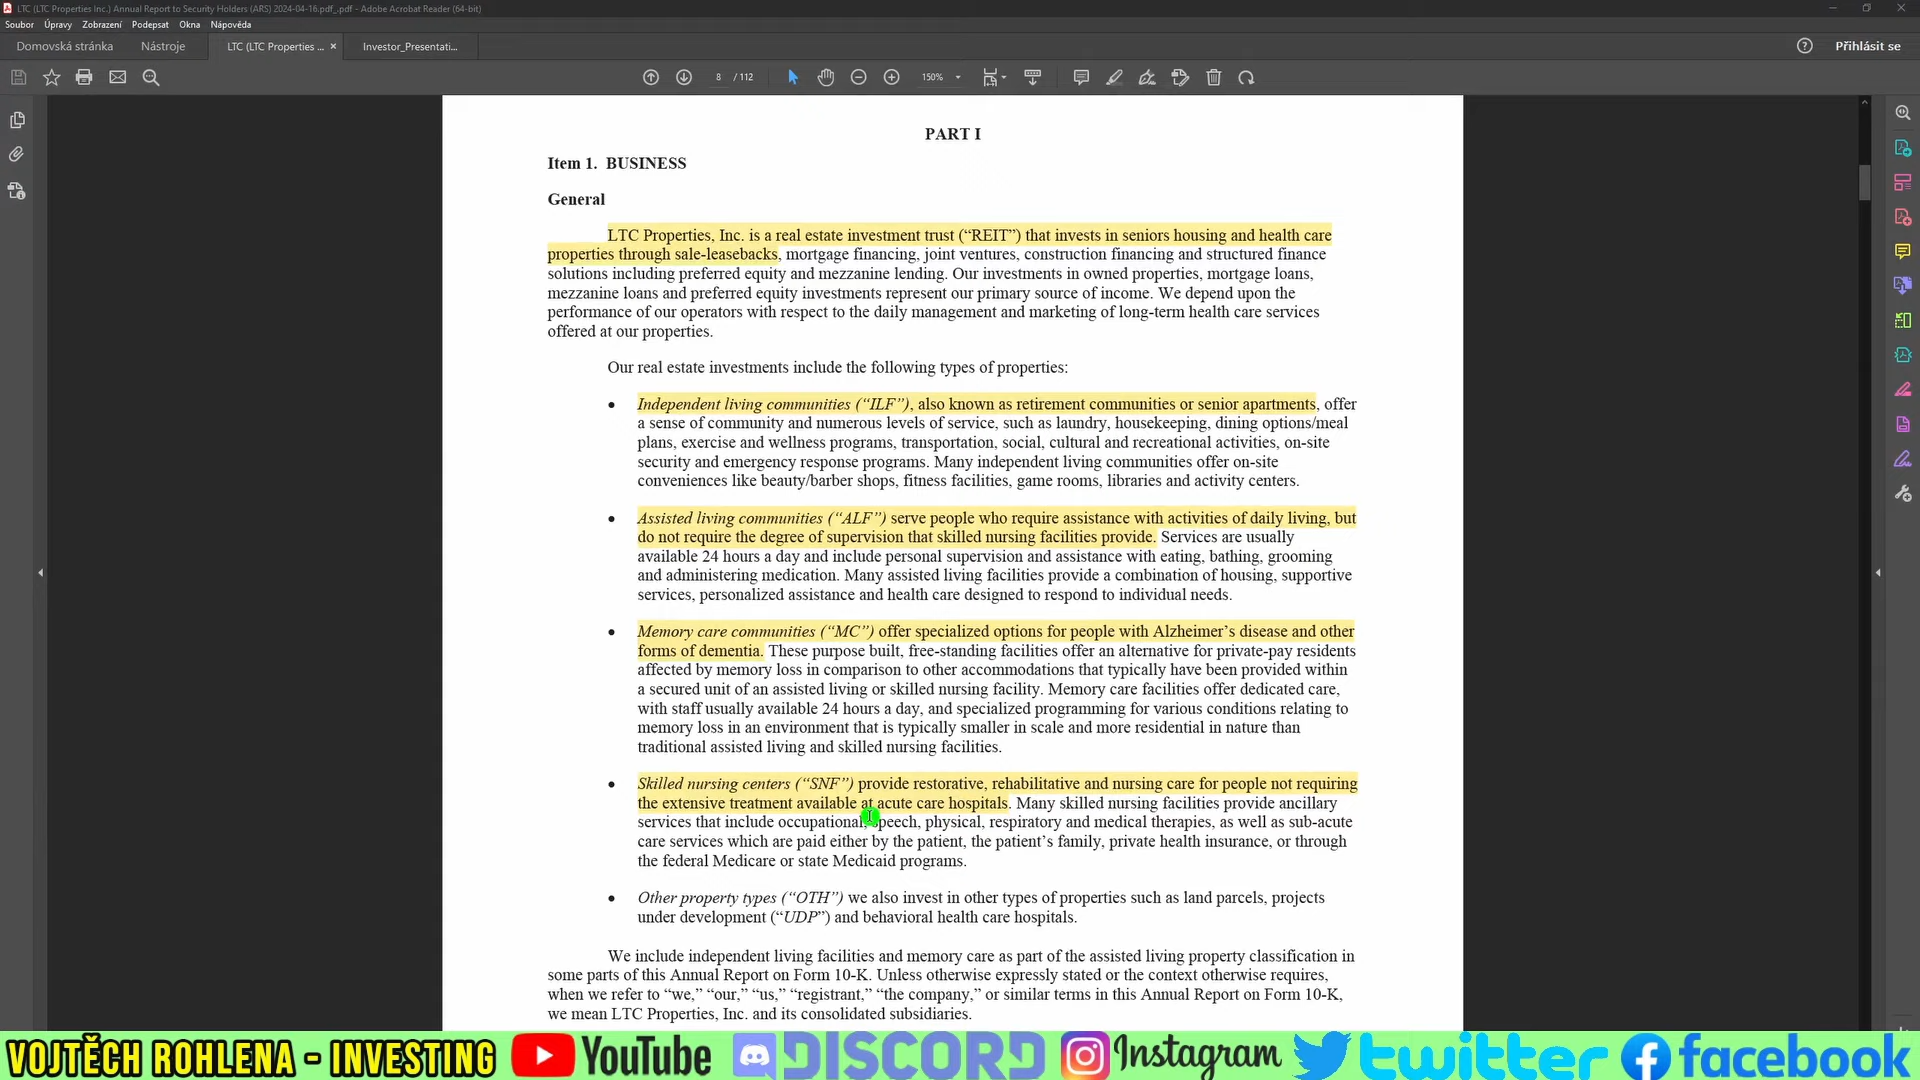 LTC (LTC Properties Inc.) Annual Report to Security Holders (ARS) 2024-04-16.pdf_.pdf - Adobe Acrobat Reader (64-bit)
Soubor Úpravy Zobrazení Podepsat Okna Nápověda
Domovská stránka Nástroje LTC (LTC Properties ... × Investor_Presentati... Přihlásit se
8 / 112 150%
PART I
Item 1. BUSINESS
General
LTC Properties, Inc. is a real estate investment trust (“REIT”) that invests in seniors housing and health care
properties through sale-leasebacks, mortgage financing, joint ventures, construction financing and structured finance
solutions including preferred equity and mezzanine lending. Our investments in owned properties, mortgage loans,
mezzanine loans and preferred equity investments represent our primary source of income. We depend upon the
performance of our operators with respect to the daily management and marketing of long-term health care services
offered at our properties.
Our real estate investments include the following types of properties:
• Independent living communities (“ILF”), also known as retirement communities or senior apartments, offer
a sense of community and numerous levels of service, such as laundry, housekeeping, dining options/meal
plans, exercise and wellness programs, transportation, social, cultural and recreational activities, on-site
security and emergency response programs. Many independent living communities offer on-site
conveniences like beauty/barber shops, fitness facilities, game rooms, libraries and activity centers.
• Assisted living communities (“ALF”) serve people who require assistance with activities of daily living, but
do not require the degree of supervision that skilled nursing facilities provide. Services are usually
available 24 hours a day and include personal supervision and assistance with eating, bathing, grooming
and administering medication. Many assisted living facilities provide a combination of housing, supportive
services, personalized assistance and health care designed to respond to individual needs.
• Memory care communities (“MC”) offer specialized options for people with Alzheimer’s disease and other
forms of dementia. These purpose built, free-standing facilities offer an alternative for private-pay residents
affected by memory loss in comparison to other accommodations that typically have been provided within
a secured unit of an assisted living or skilled nursing facility. Memory care facilities offer dedicated care,
with staff usually available 24 hours a day, and specialized programming for various conditions relating to
memory loss in an environment that is typically smaller in scale and more residential in nature than
traditional assisted living and skilled nursing facilities.
• Skilled nursing centers (“SNF”) provide restorative, rehabilitative and nursing care for people not requiring
the extensive treatment available at acute care hospitals. Many skilled nursing facilities provide ancillary
services that include occupational, speech, physical, respiratory and medical therapies, as well as sub-acute
care services which are paid either by the patient, the patient’s family, private health insurance, or through
the federal Medicare or state Medicaid programs.
• Other property types (“OTH”) we also invest in other types of properties such as land parcels, projects
under development (“UDP”) and behavioral health care hospitals.
We include independent living facilities and memory care as part of the assisted living property classification in
some parts of this Annual Report on Form 10-K. Unless otherwise expressly stated or the context otherwise requires,
when we refer to “we,” “our,” “us,” “registrant,” “the company,” or similar terms in this Annual Report on Form 10-K,
we mean LTC Properties, Inc. and its consolidated subsidiaries.
VOJTĚCH ROHLENA - INVESTING YouTube DISCORD Instagram twitter facebook